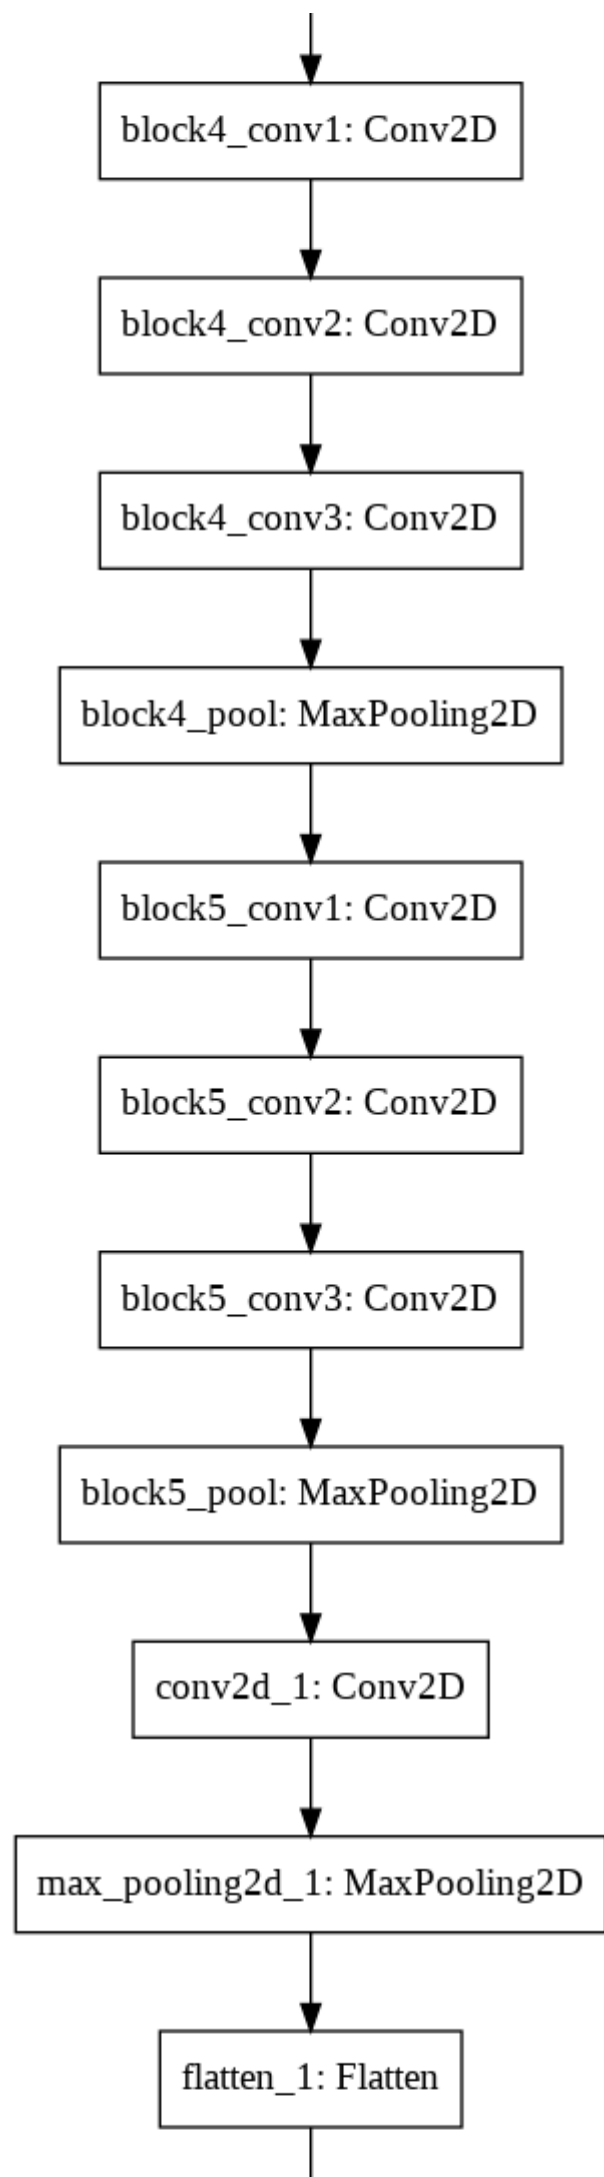 block4_conv1: Conv2D
block4_conv2: Conv2D
block4_conv3: Conv2D
block4_pool: MaxPooling2D
block5_conv1: Conv2D
block5_conv2: Conv2D
block5_conv3: Conv2D
block5_pool: MaxPooling2D
conv2d_1: Conv2D
max_pooling2d_1: MaxPooling2D
flatten_1: Flatten